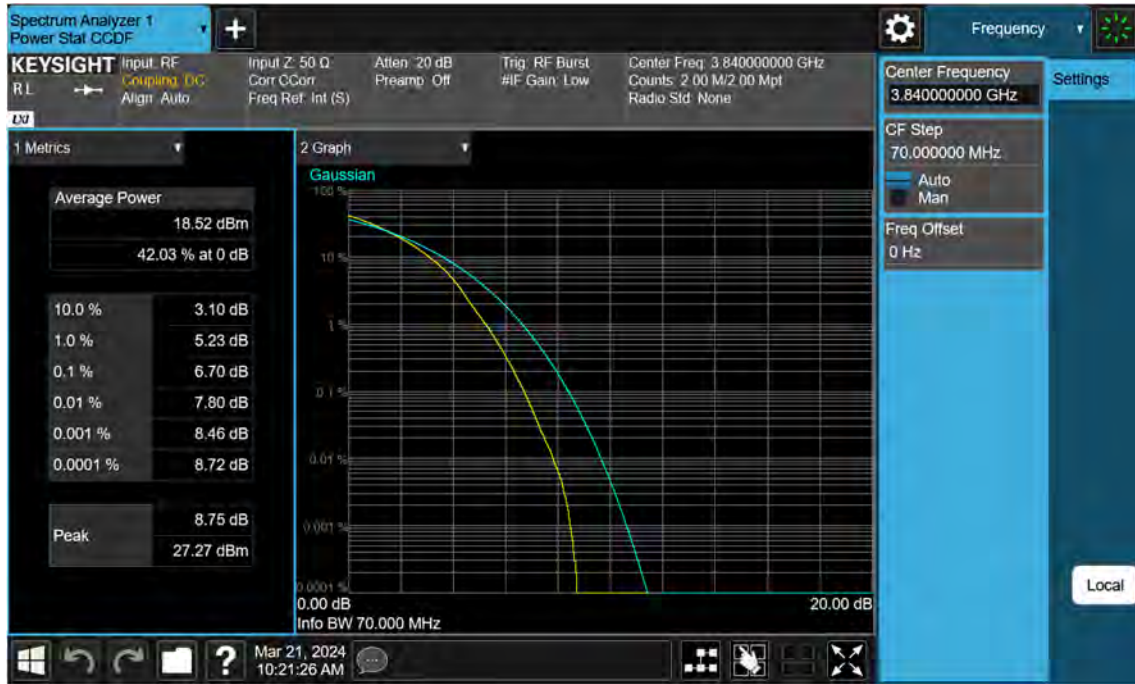 Spectrum Analyzer 1
Power Stat CCDF
+
Frequency
KEYSIGHT
RL
LXI
Input: RF
Coupling: DC
Align: Auto
Input Z: 50 Ω
Corr CCorr
Freq Ref: Int (S)
Atten: 20 dB
Preamp: Off
Trig: RF Burst
#IF Gain: Low
Center Freq: 3.840000000 GHz
Counts: 2.00 M/2.00 Mpt
Radio Std: None
Center Frequency
3.840000000 GHz
Settings
CF Step
70.000000 MHz
Auto
Man
Freq Offset
0 Hz
1 Metrics
Average Power
18.52 dBm
42.03 % at 0 dB
10.0 % 3.10 dB
1.0 % 5.23 dB
0.1 % 6.70 dB
0.01 % 7.80 dB
0.001 % 8.46 dB
0.0001 % 8.72 dB
Peak
8.75 dB
27.27 dBm
2 Graph
Gaussian
100 %
10 %
1 %
0.1 %
0.01 %
0.001 %
0.0001 %
0.00 dB 20.00 dB
Info BW 70.000 MHz
Local
?
Mar 21, 2024
10:21:26 AM